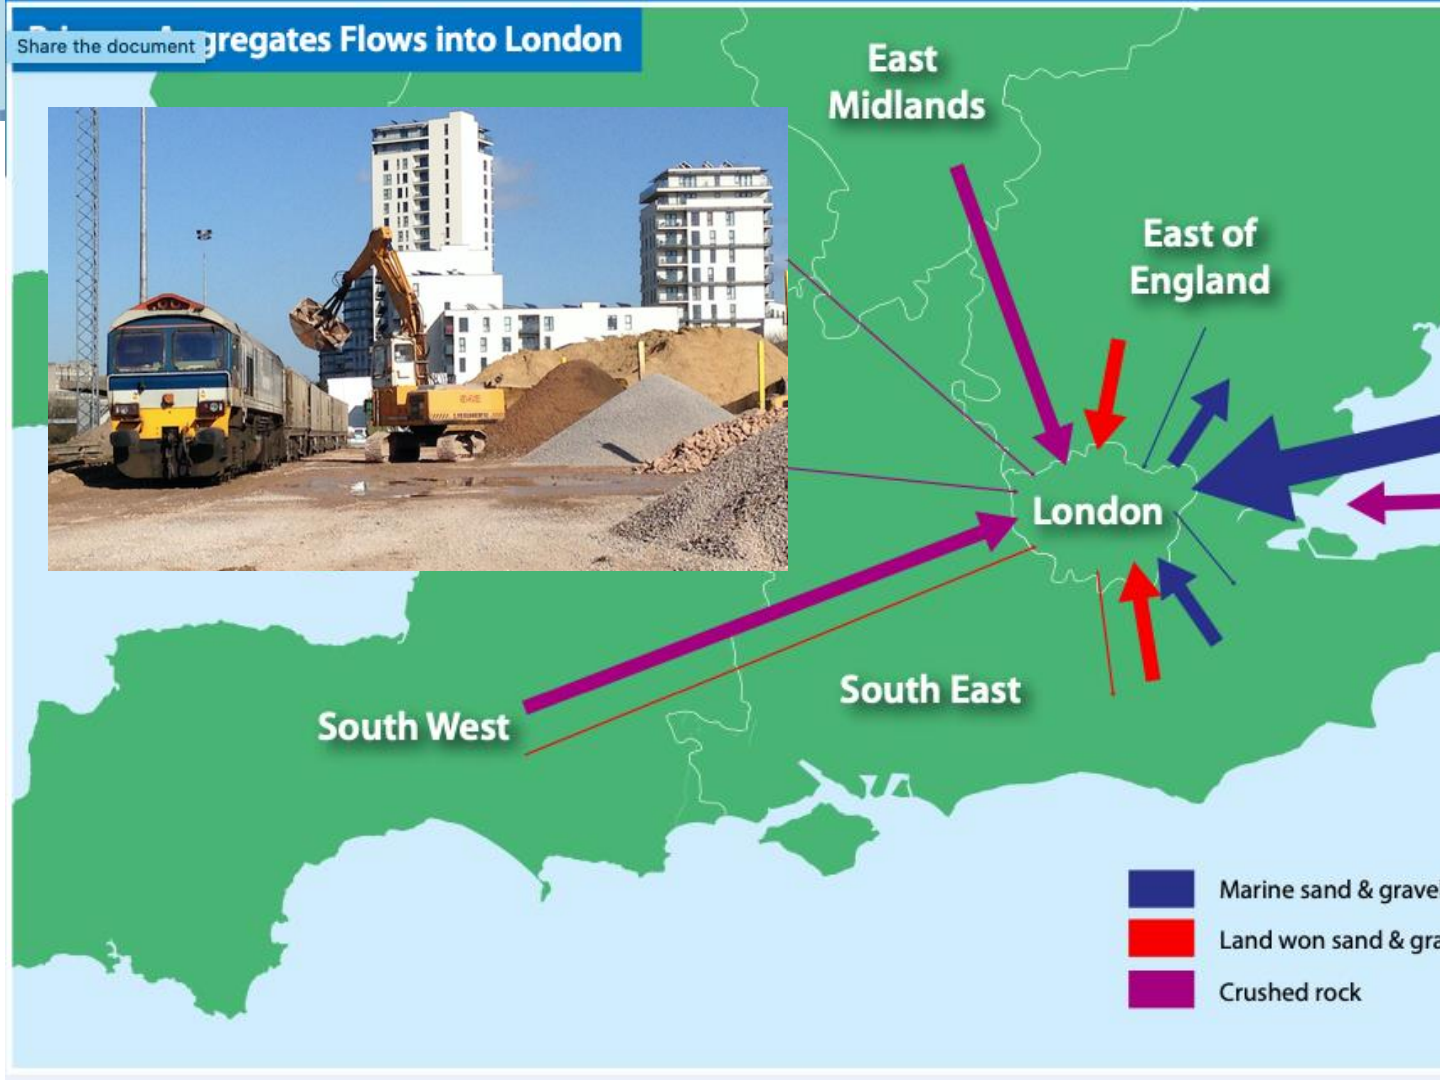 Share the document
Aggregates Flows into London
East
Midlands
East of
England
London
South West
South East
Marine sand & grave
Land won sand & gra
Crushed rock